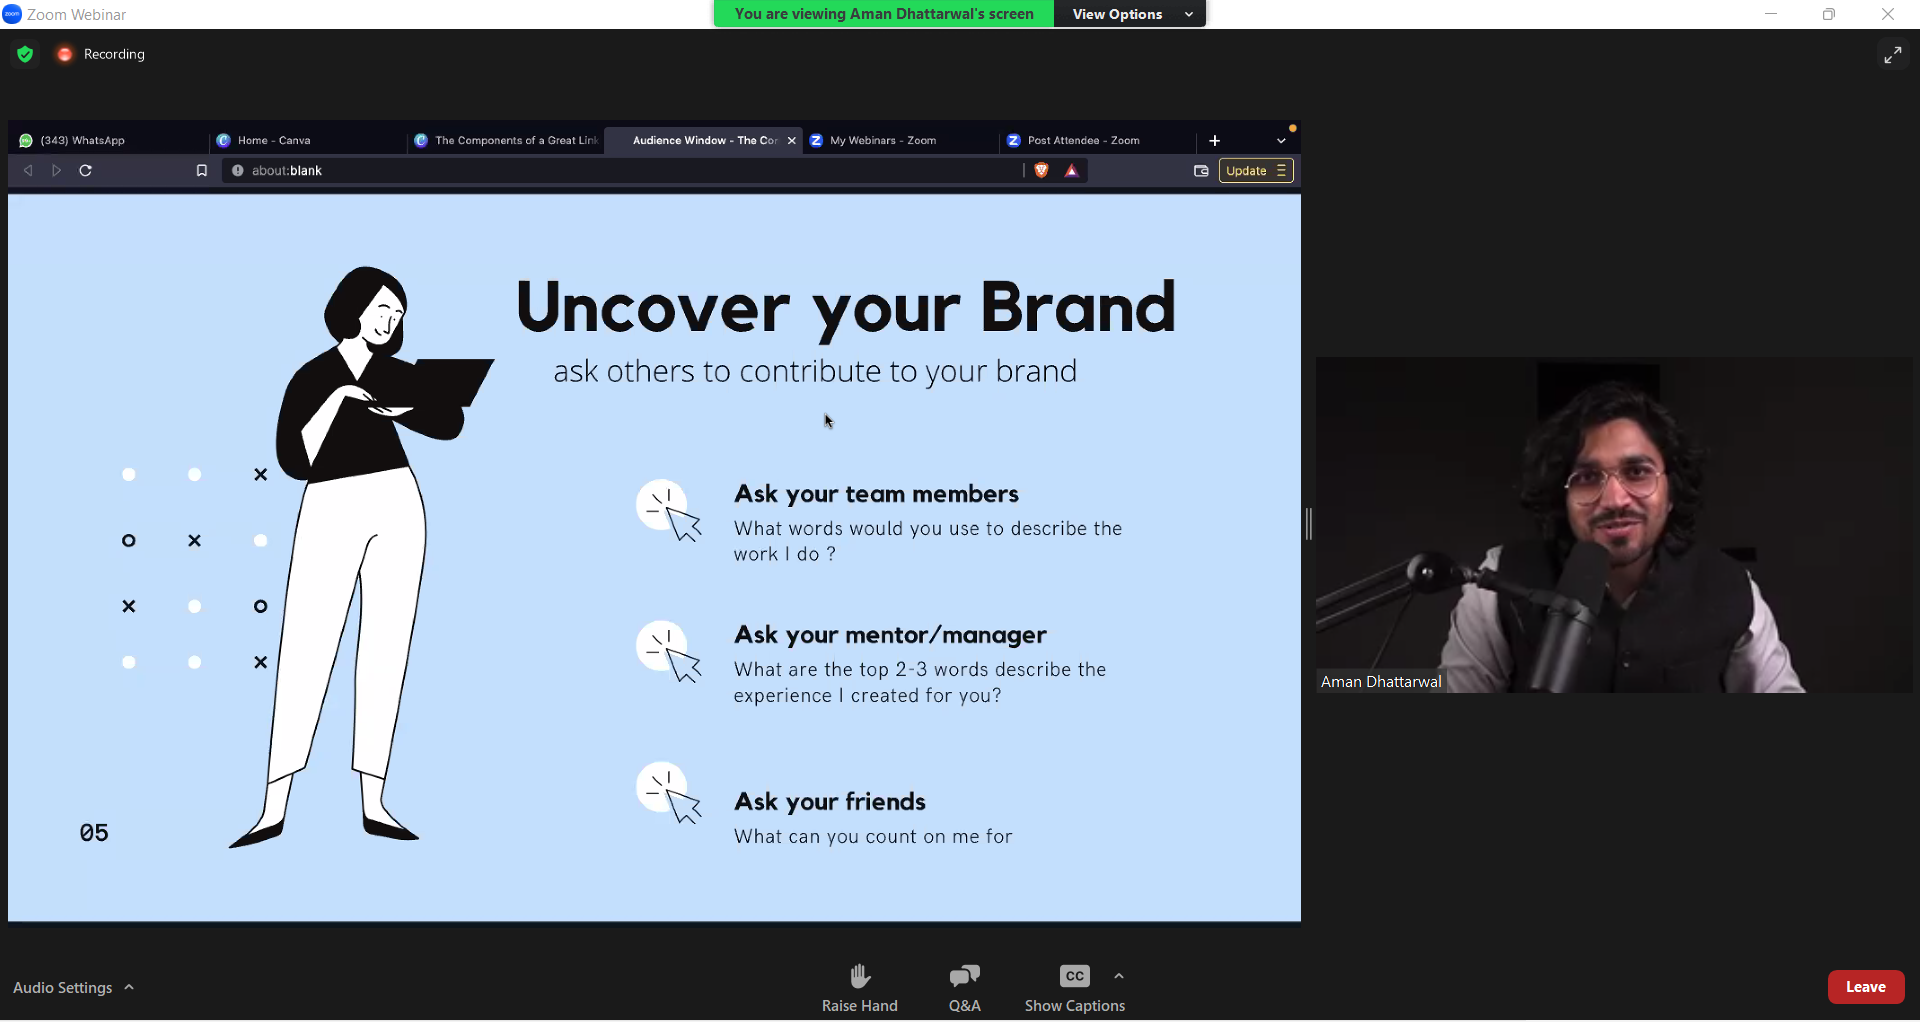 zoom
Zoom Webinar
You are viewing Aman Dhattarwal's screen
View Options
Recording
(343) WhatsApp
Home - Canva
The Components of a Great Link
Audience Window - The Cor
My Webinars - Zoom
Post Attendee - Zoom
about:blank
Update
Uncover your Brand
ask others to contribute to your brand
Ask your team members
What words would you use to describe the
work I do ?
Ask your mentor/manager
What are the top 2-3 words describe the
experience I created for you?
Ask your friends
What can you count on me for
05
Aman Dhattarwal
Audio Settings
Raise Hand
Q&A
CC
Show Captions
Leave